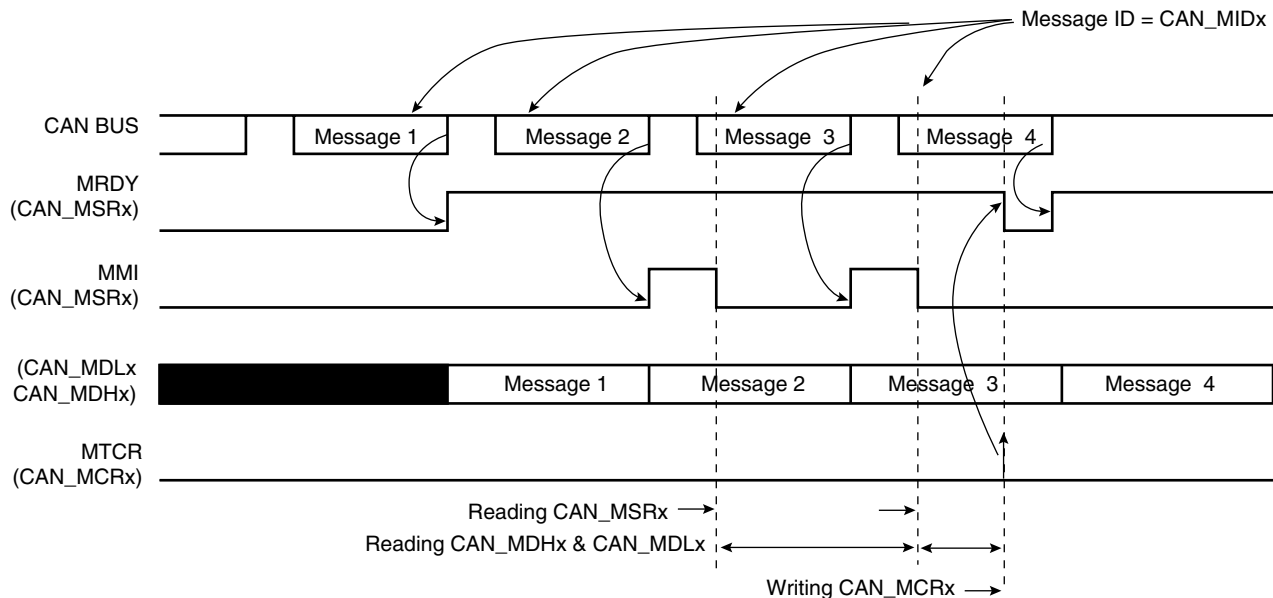 Message ID = CAN_MIDx
CAN BUS
Message 1
Message 2
Message 3
Message 4
MRDY
(CAN_MSRx)
MMI
(CAN_MSRx)
(CAN_MDLx
CAN_MDHx)
Message 1
Message 2
Message 3
Message 4
MTCR
(CAN_MCRx)
Reading CAN_MSRx
Reading CAN_MDHx & CAN_MDLx
Writing CAN_MCRx